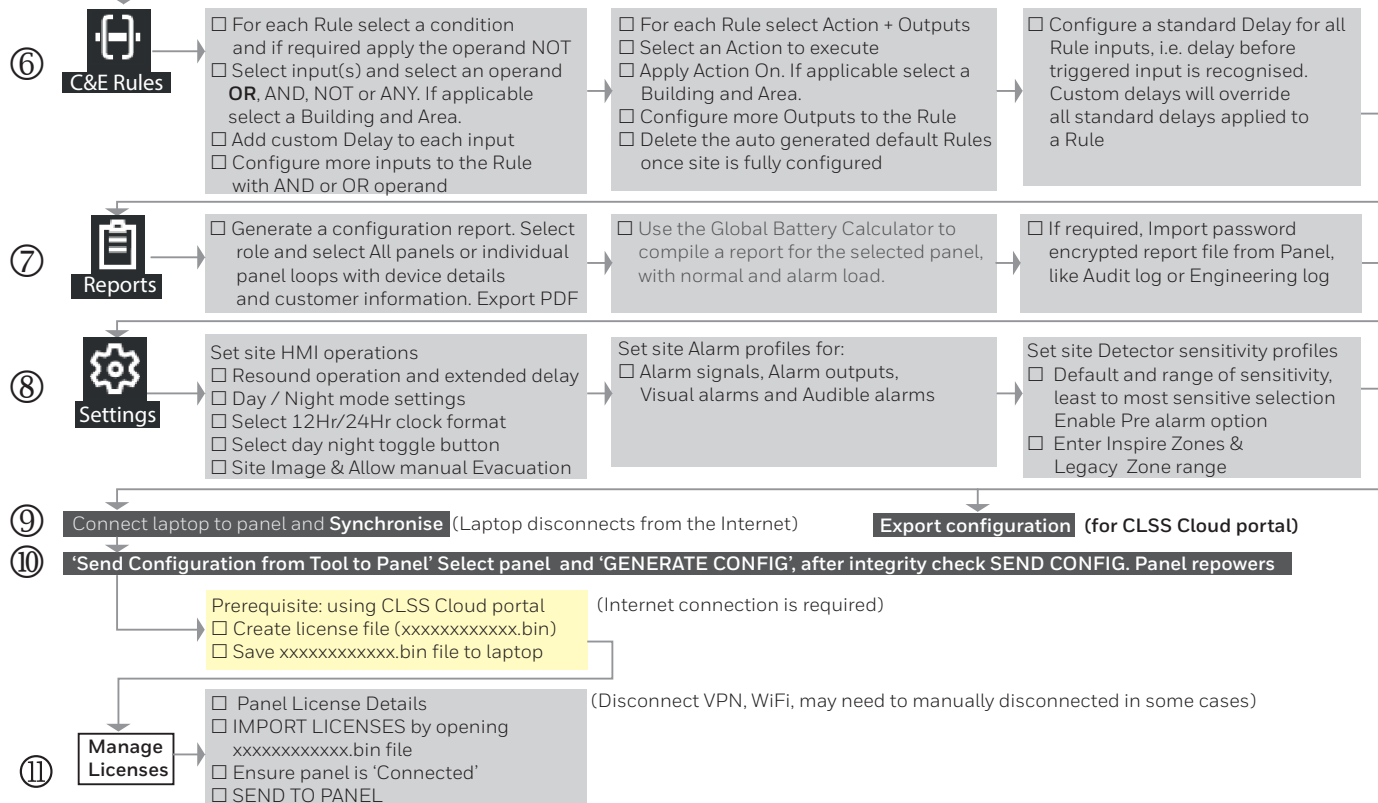 ⑥
C&E Rules
☐ For each Rule select a condition
and if required apply the operand NOT
☐ Select input(s) and select an operand
OR, AND, NOT or ANY. If applicable
select a Building and Area.
☐ Add custom Delay to each input
☐ Configure more inputs to the Rule
with AND or OR operand
☐ For each Rule select Action + Outputs
☐ Select an Action to execute
☐ Apply Action On. If applicable select a
Building and Area.
☐ Configure more Outputs to the Rule
☐ Delete the auto generated default Rules
once site is fully configured
☐ Configure a standard Delay for all
Rule inputs, i.e. delay before
triggered input is recognised.
Custom delays will override
all standard delays applied to
a Rule
⑦
Reports
☐ Generate a configuration report. Select
role and select All panels or individual
panel loops with device details
and customer information. Export PDF
☐ Use the Global Battery Calculator to
compile a report for the selected panel,
with normal and alarm load.
☐ If required, Import password
encrypted report file from Panel,
like Audit log or Engineering log
⑧
Settings
Set site HMI operations
☐ Resound operation and extended delay
☐ Day / Night mode settings
☐ Select 12Hr/24Hr clock format
☐ Select day night toggle button
☐ Site Image & Allow manual Evacuation
Set site Alarm profiles for:
☐ Alarm signals, Alarm outputs,
Visual alarms and Audible alarms
Set site Detector sensitivity profiles
☐ Default and range of sensitivity,
least to most sensitive selection
Enable Pre alarm option
☐ Enter Inspire Zones &
Legacy Zone range
⑨
Connect laptop to panel and Synchronise (Laptop disconnects from the Internet)
Export configuration (for CLSS Cloud portal)
⑩
'Send Configuration from Tool to Panel' Select panel and 'GENERATE CONFIG', after integrity check SEND CONFIG. Panel repowers
Prerequisite: using CLSS Cloud portal
☐ Create license file (xxxxxxxxxxxx.bin)
☐ Save xxxxxxxxxxxx.bin file to laptop
(Internet connection is required)
⑪
Manage
Licenses
☐ Panel License Details
☐ IMPORT LICENSES by opening
xxxxxxxxxxxx.bin file
☐ Ensure panel is 'Connected'
☐ SEND TO PANEL
(Disconnect VPN, WiFi, may need to manually disconnected in some cases)